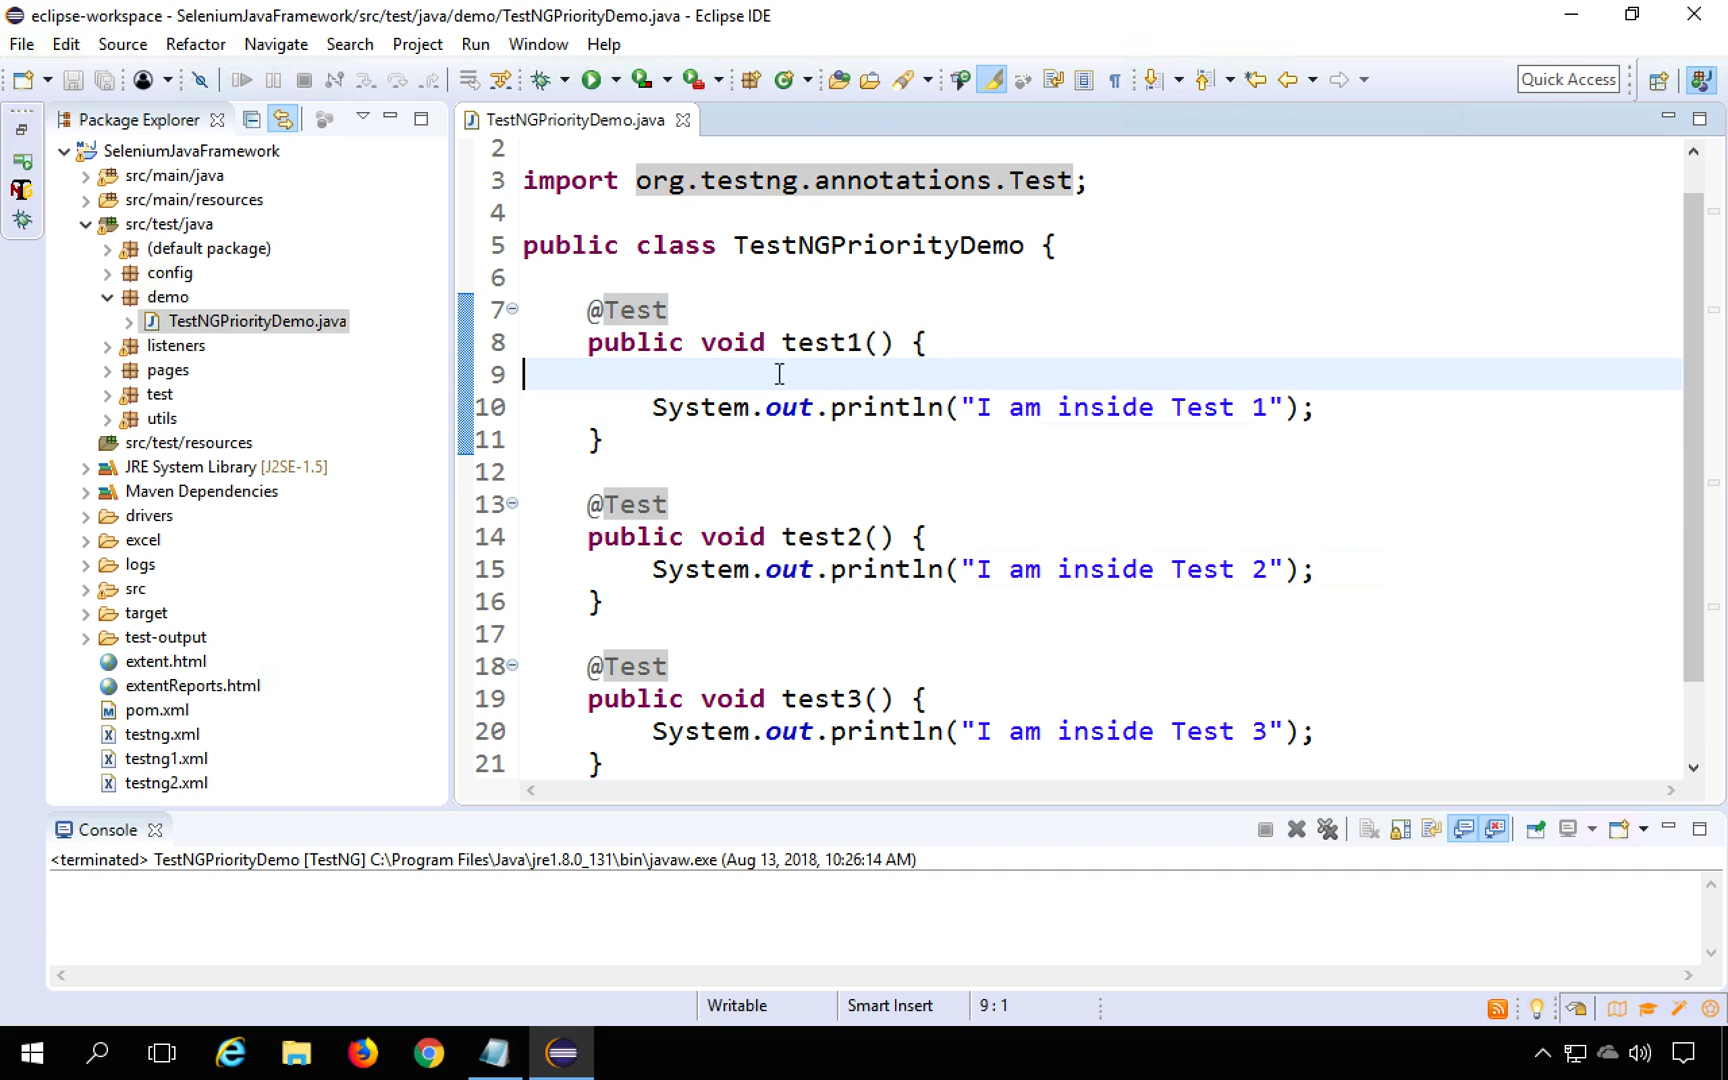 eclipse-workspace - SeleniumJavaFramework/src/test/java/demo/TestNGPriorityDemo.java - Eclipse IDE
File Edit Source Refactor Navigate Search Project Run Window Help
Quick Access
Package Explorer
TestNGPriorityDemo.java
SeleniumJavaFramework
src/main/java
src/main/resources
src/test/java
(default package)
config
demo
TestNGPriorityDemo.java
listeners
pages
test
utils
src/test/resources
JRE System Library [J2SE-1.5]
Maven Dependencies
drivers
excel
logs
src
target
test-output
extent.html
extentReports.html
pom.xml
testng.xml
testng1.xml
testng2.xml
2
3 import org.testng.annotations.Test;
4
5 public class TestNGPriorityDemo {
6
7 @Test
8 public void test1() {
9
10 System.out.println("I am inside Test 1");
11 }
12
13 @Test
14 public void test2() {
15 System.out.println("I am inside Test 2");
16 }
17
18 @Test
19 public void test3() {
20 System.out.println("I am inside Test 3");
21 }
Console
<terminated> TestNGPriorityDemo [TestNG] C:\Program Files\Java\jre1.8.0_131\bin\javaw.exe (Aug 13, 2018, 10:26:14 AM)
Writable Smart Insert 9 : 1